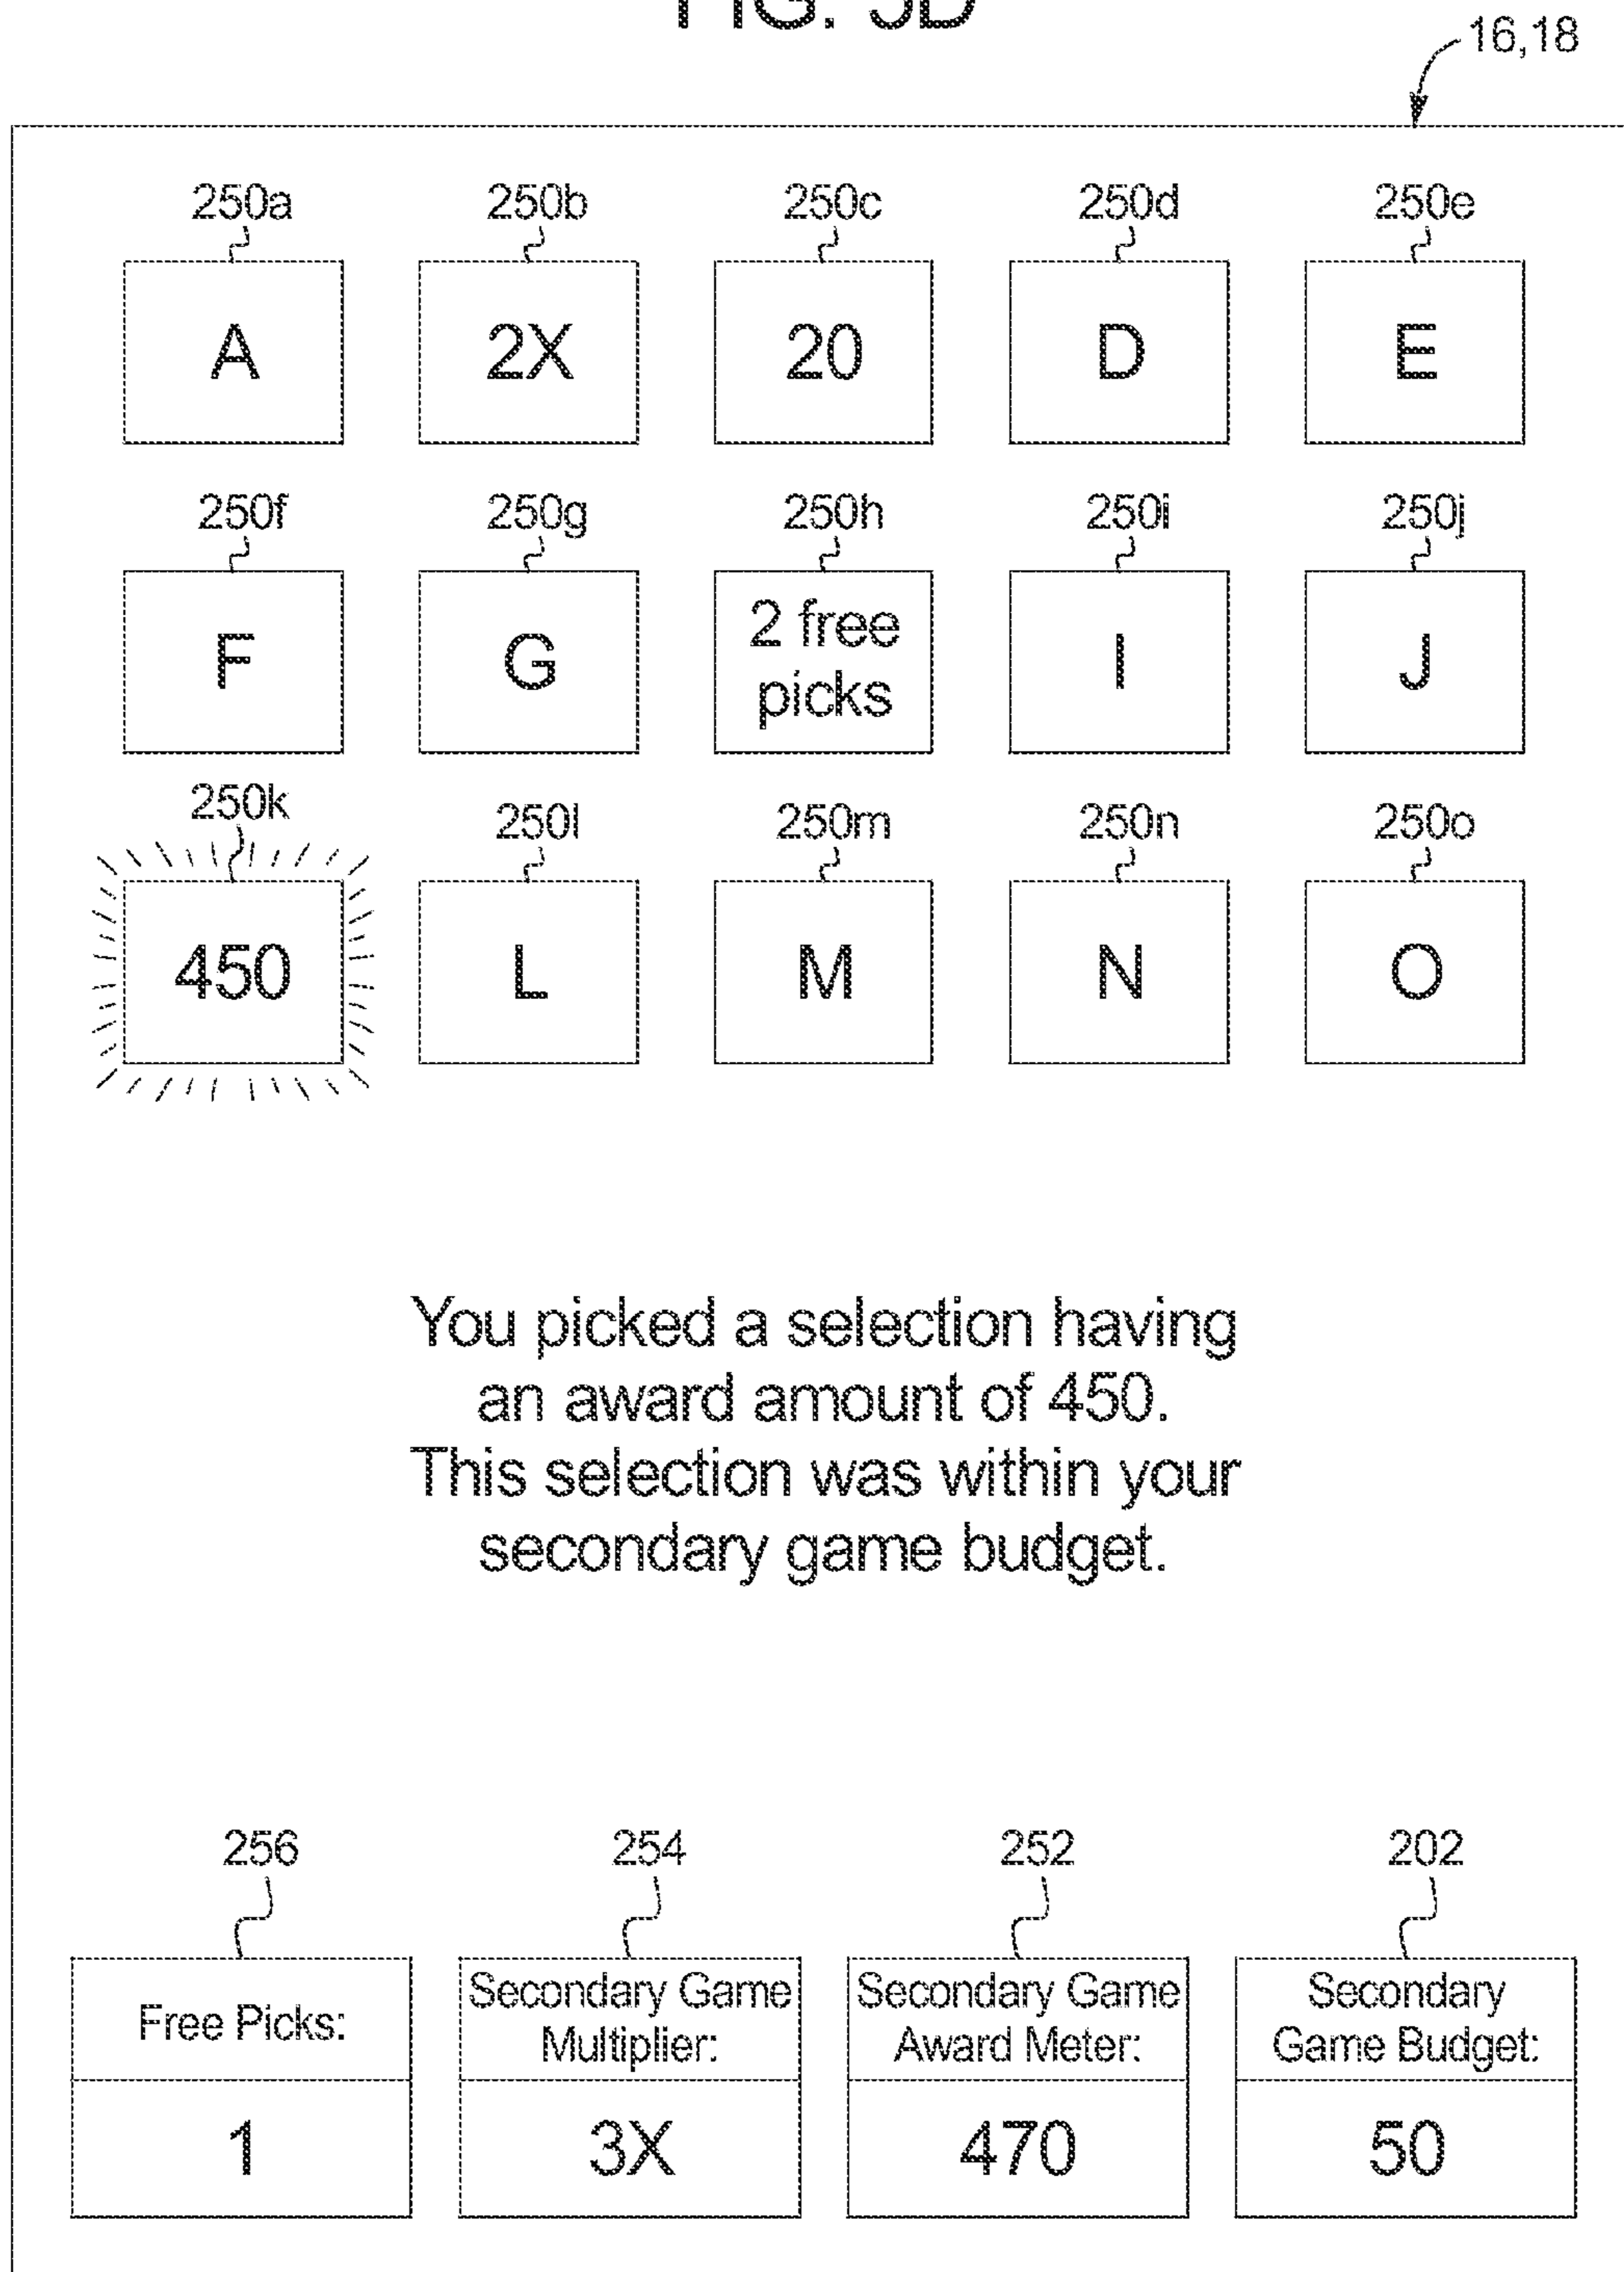 FIG. 5D
16,18
250a 250b 250c 250d 250e
A 2X 20 D E
250f 250g 250h 250i 250j
F G 2 free picks I J
250k 250l 250m 250n 250o
450 L M N O
You picked a selection having
an award amount of 450.
This selection was within your
secondary game budget.
256 254 252 202
Free Picks: Secondary Game Multiplier: Secondary Game Award Meter: Secondary Game Budget:
1 3X 470 50